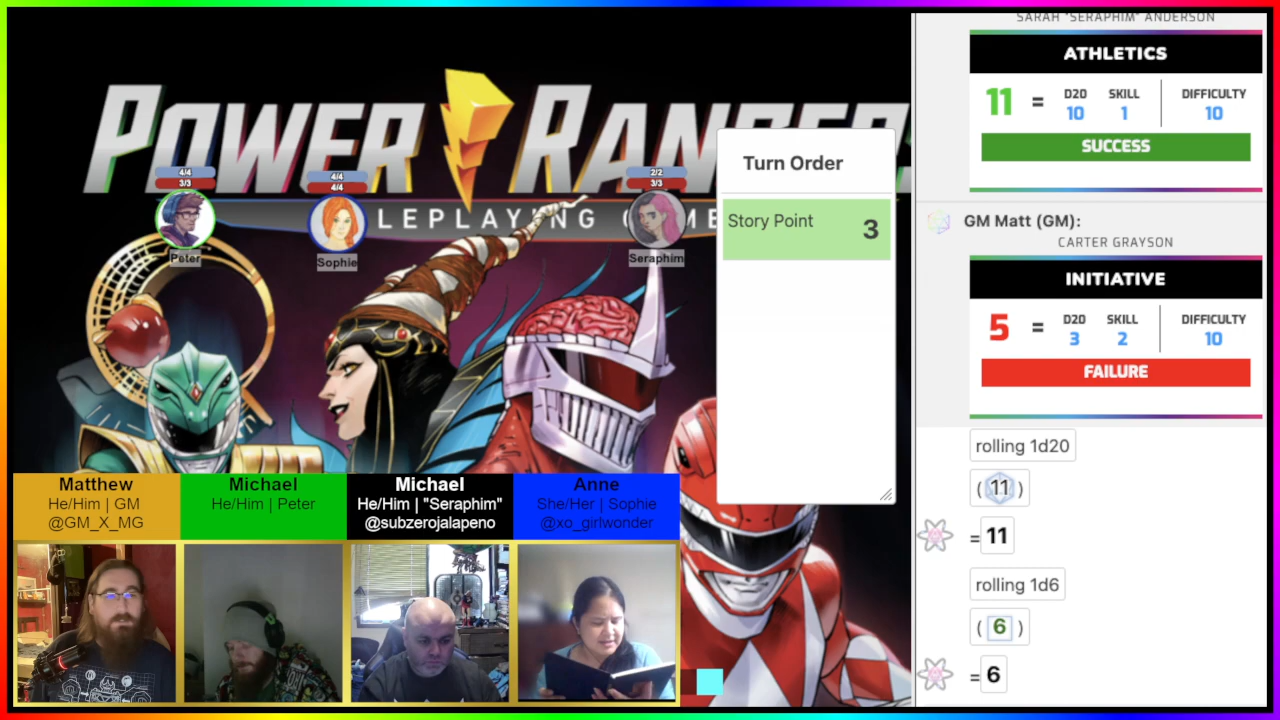 POWER RANGERS
LEPLAYING GAME
4/4
3/3
Peter
4/4
4/4
Sophie
2/2
3/3
Seraphim
Turn Order
Story Point 3
Matthew
He/Him | GM
@GM_X_MG
Michael
He/Him | Peter
Michael
He/Him | "Seraphim"
@subzerojalapeno
Anne
She/Her | Sophie
@xo_girlwonder
SARAH "SERAPHIM" ANDERSON
ATHLETICS
11 = D20 SKILL DIFFICULTY
10 1 10
SUCCESS
GM Matt (GM):
CARTER GRAYSON
INITIATIVE
5 = D20 SKILL DIFFICULTY
3 2 10
FAILURE
rolling 1d20
( 11 )
= 11
rolling 1d6
( 6 )
= 6